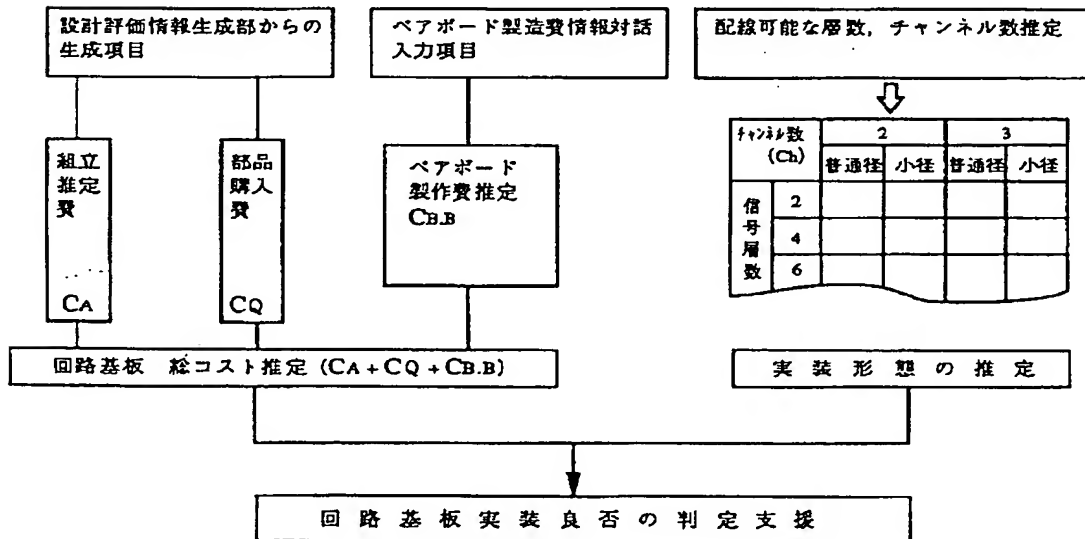 設計評価情報生成部からの
生成項目
ベアボード製造費情報対話
入力項目
配線可能な層数, チャンネル数推定
組立
推定
費
CA
部品
購入
費
CQ
ベアボード
製作費推定
CB.B
チャンネル数
(Ch)
2
3
普通径
小径
普通径
小径
信号層数
2
4
6
回路基板 総コスト推定 (CA+CQ+CB.B)
実装形態の推定
回路基板実装良否の判定支援